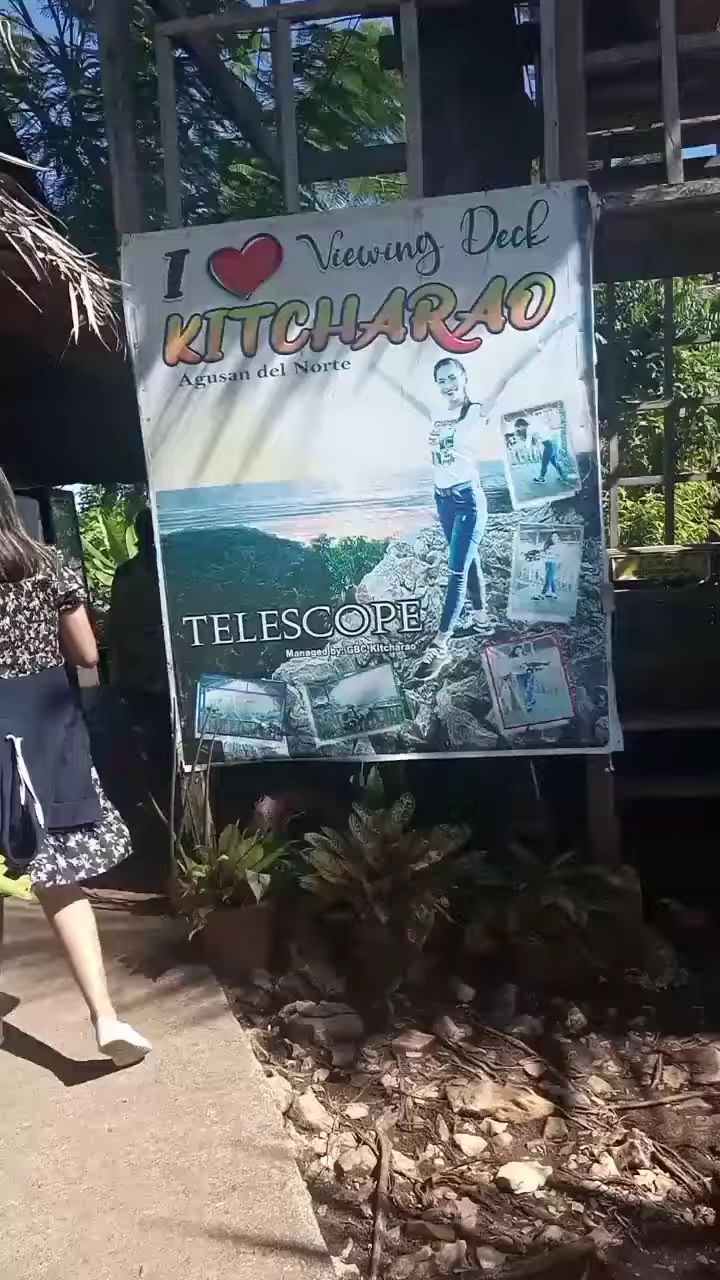 I Viewing Deck
KITCHARAO
Agusan del Norte
TELESCOPE
Managed by: GBC Kitcharao